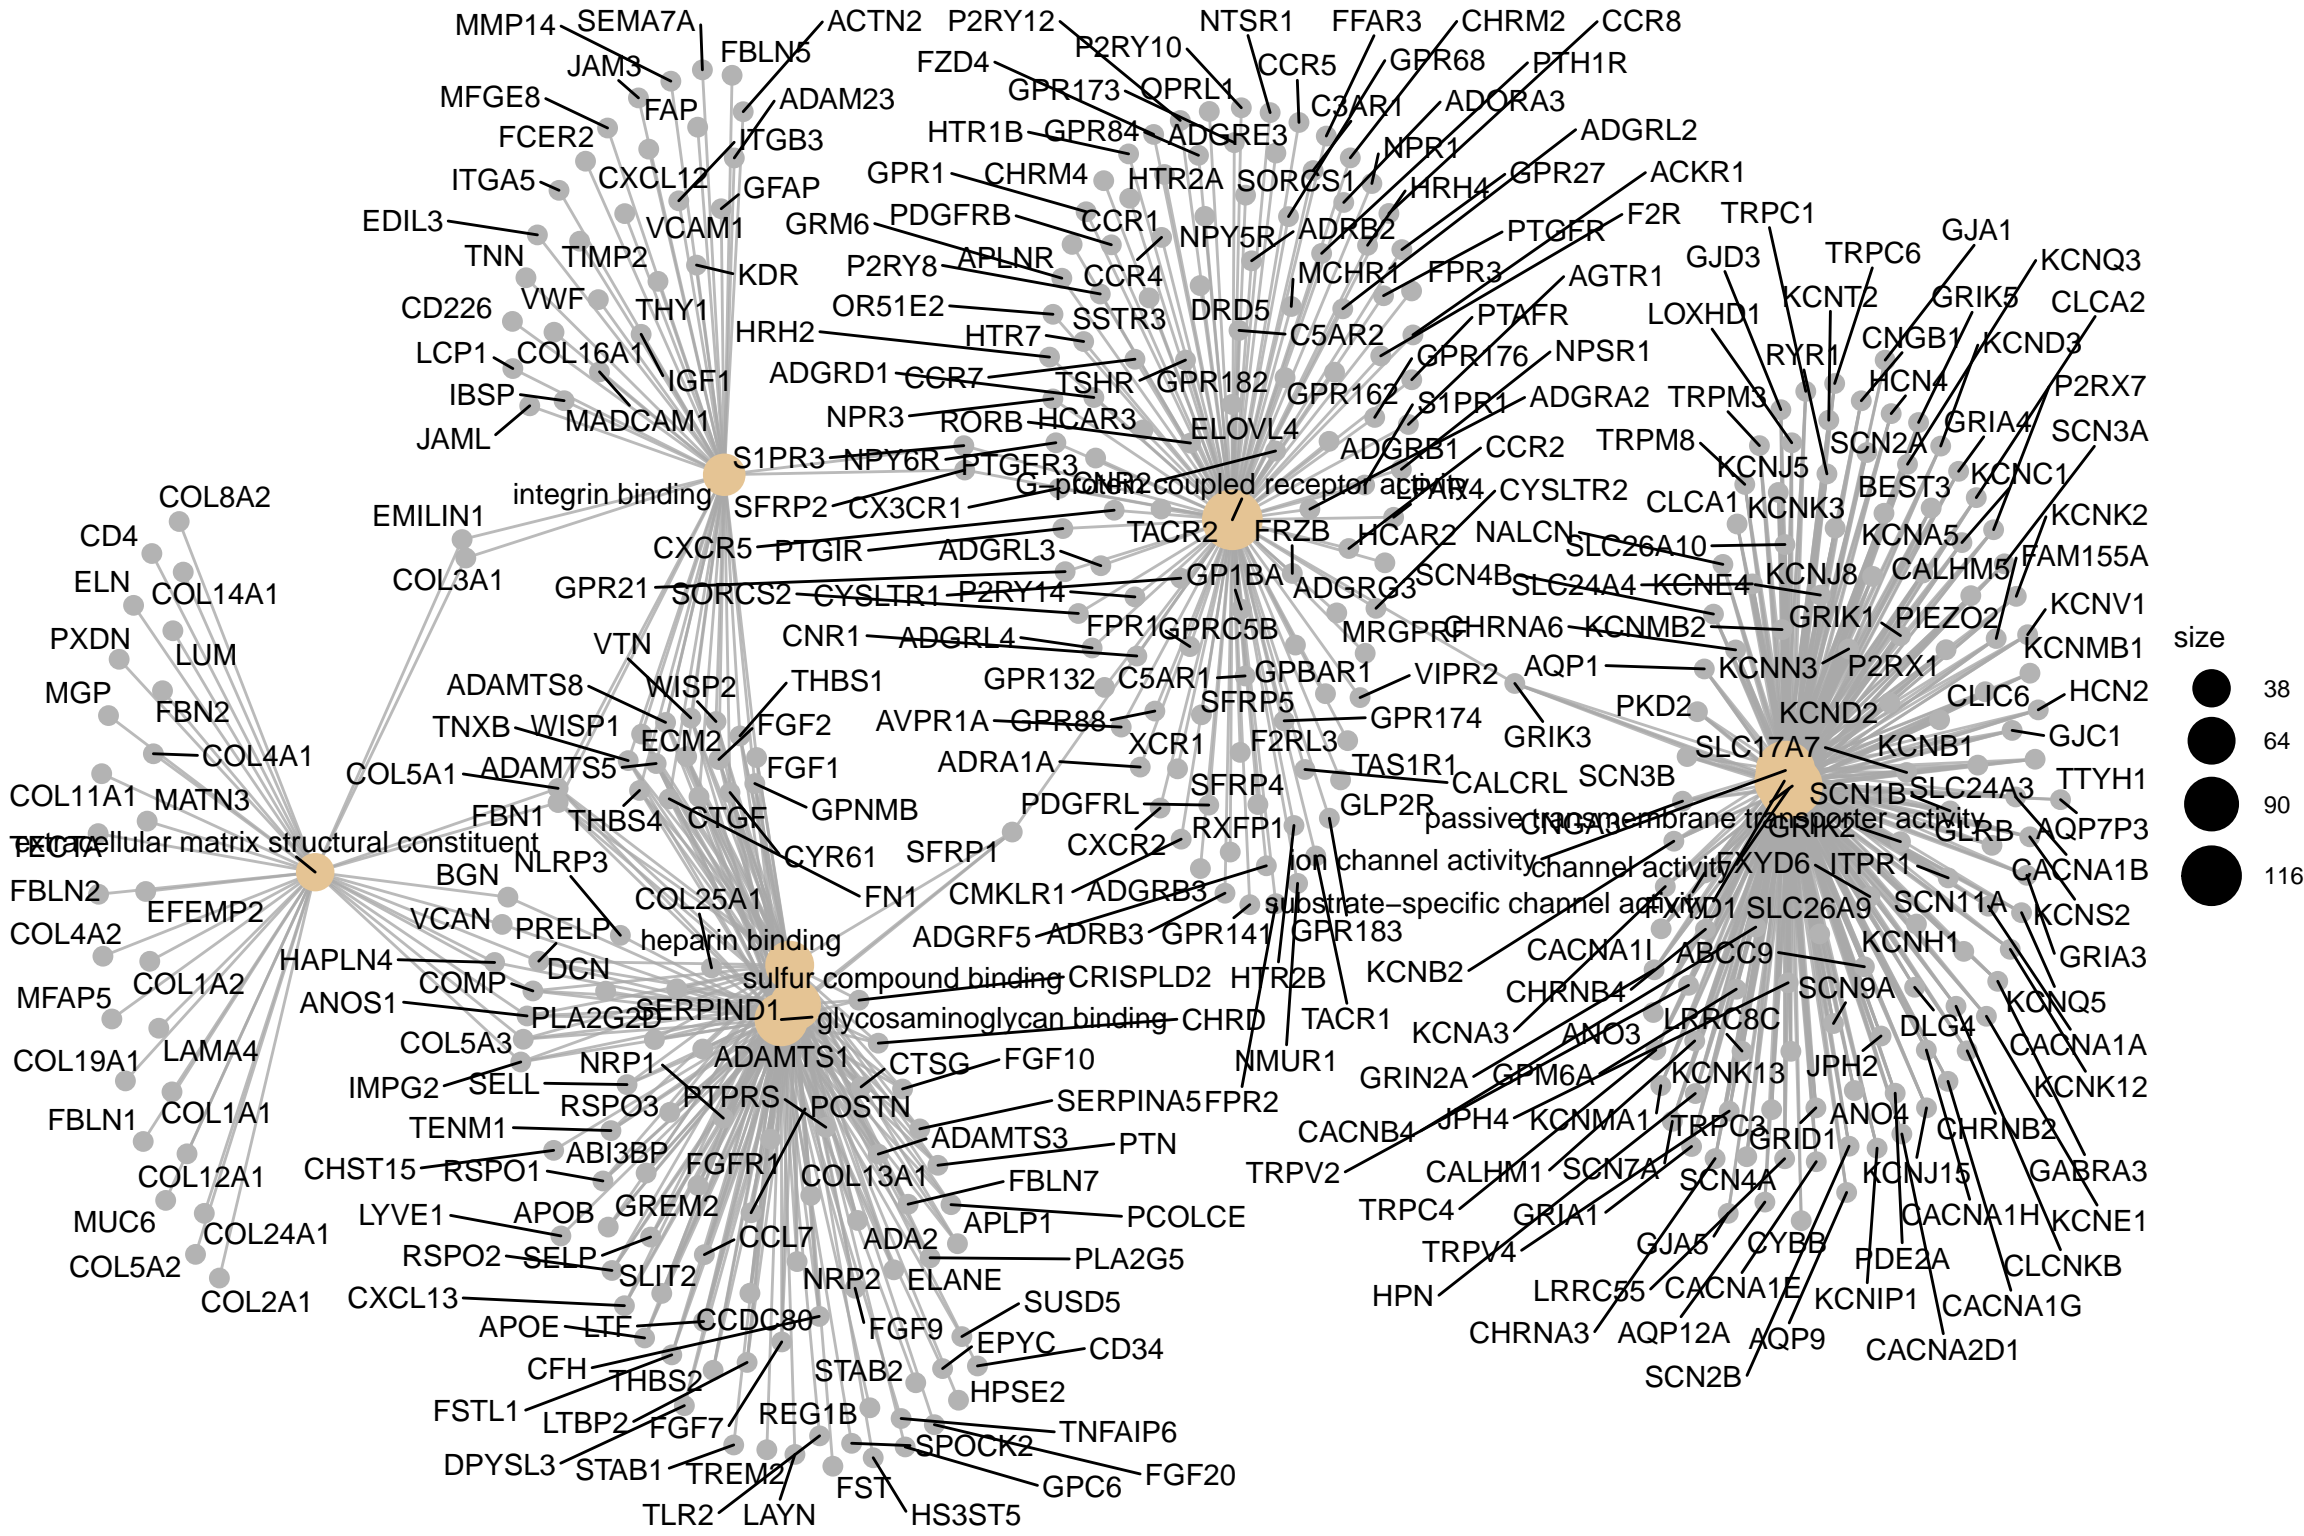 MMP14
SEMA7A
ACTN2
P2RY12
NTSR1
FFAR3
CHRM2
CCR8
FBLN5
P2RY10
JAM3
FZD4
CCR5
GPR68
PTH1R
MFGE8
FAP
ADAM23
GPR173
OPRL1
C3AR1
ADORA3
FCER2
ITGB3
HTR1B
GPR84
ADGRE3
NPR1
ADGRL2
ITGA5
CXCL12
GFAP
GPR1
CHRM4
HTR2A
SORCS1
HRH4
GPR27
ACKR1
EDIL3
VCAM1
GRM6
PDGFRB
CCR1
NPY5R
ADRB2
PTGFR
F2R
TRPC1
GJA1
TNN
TIMP2
KDR
P2RY8
APLNR
CCR4
MCHR1
FPR3
AGTR1
GJD3
TRPC6
KCNQ3
CD226
VWF
THY1
OR51E2
SSTR3
DRD5
PTAFR
LOXHD1
KCNT2
GRIK5
CLCA2
LCP1
COL16A1
HRH2
HTR7
C5AR2
GPR176
NPSR1
RYR1
CNGB1
KCND3
IBSP
IGF1
ADGRD1
CCR7
TSHR
GPR182
GPR162
S1PR1
ADGRA2
TRPM3
HCN4
P2RX7
JAML
MADCAM1
NPR3
RORB
HCAR3
ELOVL4
ADGRB1
CCR2
TRPM8
SCN2A
GRIA4
SCN3A
S1PR3
NPY6R
PTGER3
KCNJ5
KCNC1
integrin binding
CNR2
G−protein coupled receptor activity
LPAR4
CYSLTR2
CLCA1
KCNK3
BEST3
COL8A2
EMILIN1
SFRP2
CX3CR1
TACR2
FRZB
HCAR2
NALCN
SLC26A10
KCNA5
KCNK2
CD4
CXCR5
PTGIR
ADGRL3
FAM155A
ELN
COL14A1
COL3A1
GPR21
SORCS2
CYSLTR1
P2RY14
GP1BA
ADGRG3
SCN4B
SLC24A4
KCNE4
KCNJ8
CALHM5
PXDN
LUM
VTN
CNR1
ADGRL4
FPR1
GPRC5B
MRGPRF
CHRNA6
KCNMB2
GRIK1
PIEZO2
KCNV1
MGP
FBN2
ADAMTS8
WISP2
THBS1
GPR132
C5AR1
GPBAR1
VIPR2
AQP1
KCNN3
P2RX1
KCNMB1
TNXB
WISP1
ECM2
FGF2
AVPR1A
GPR88
SFRP5
GPR174
GRIK3
PKD2
KCND2
CLIC6
HCN2
COL4A1
COL5A1
ADAMTS5
FGF1
ADRA1A
XCR1
F2RL3
TAS1R1
CALCRL
SCN3B
SLC17A7
KCNB1
GJC1
COL11A1
MATN3
FBN1
THBS4
CTGF
GPNMB
PDGFRL
SFRP4
GLP2R
SCN1B
SLC24A3
TTYH1
TECTA
extracellular matrix structural constituent
NLRP3
CYR61
SFRP1
CXCR2
RXFP1
passive transmembrane transporter activity
CNGA3
GRIK2
GLRB
AQP7P3
FBLN2
EFEMP2
BGN
COL25A1
FN1
CMKLR1
ADGRB3
ion channel activity
channel activity
FXYD6
ITPR1
CACNA1B
COL4A2
VCAN
PRELP
heparin binding
ADGRF5
ADRB3
GPR141
substrate−specific channel activity
GPR183
FXYD1
SLC26A9
SCN11A
KCNS2
MFAP5
COL1A2
HAPLN4
COMP
DCN
sulfur compound binding
CRISPLD2
HTR2B
KCNB2
CACNA1I
ABCC9
KCNH1
GRIA3
ANOS1
PLA2G2D
SERPIND1
glycosaminoglycan binding
CHRD
TACR1
CHRNB4
SCN9A
KCNQ5
COL19A1
LAMA4
COL5A3
NRP1
ADAMTS1
CTSG
FGF10
NMUR1
KCNA3
ANO3
LRRC8C
DLG4
CACNA1A
FBLN1
COL1A1
IMPG2
SELL
RSPO3
PTPRS
POSTN
SERPINA5
FPR2
GRIN2A
GPM6A
KCNK13
JPH2
KCNK12
COL12A1
TENM1
ABI3BP
FGFR1
COL13A1
ADAMTS3
PTN
CACNB4
JPH4
KCNMA1
TRPC3
GRID1
ANO4
CHRNB2
MUC6
COL24A1
CHST15
RSPO1
GREM2
FBLN7
TRPV2
CALHM1
SCN7A
SCN4A
KCNJ15
GABRA3
COL5A2
LYVE1
APOB
CCL7
ADA2
APLP1
PCOLCE
TRPC4
GRIA1
CACNA1H
KCNE1
COL2A1
RSPO2
SELP
SLIT2
NRP2
ELANE
PLA2G5
TRPV4
GJA5
CYBB
PDE2A
CLCNKB
CXCL13
CCDC80
FGF9
SUSD5
HPN
LRRC55
CACNA1E
KCNIP1
CACNA1G
APOE
LTF
STAB2
EPYC
CD34
CHRNA3
AQP12A
AQP9
CACNA2D1
CFH
THBS2
HPSE2
SCN2B
FSTL1
LTBP2
FGF7
REG1B
TNFAIP6
DPYSL3
STAB1
TREM2
SPOCK2
FGF20
TLR2
LAYN
FST
GPC6
HS3ST5
size
38
64
90
116